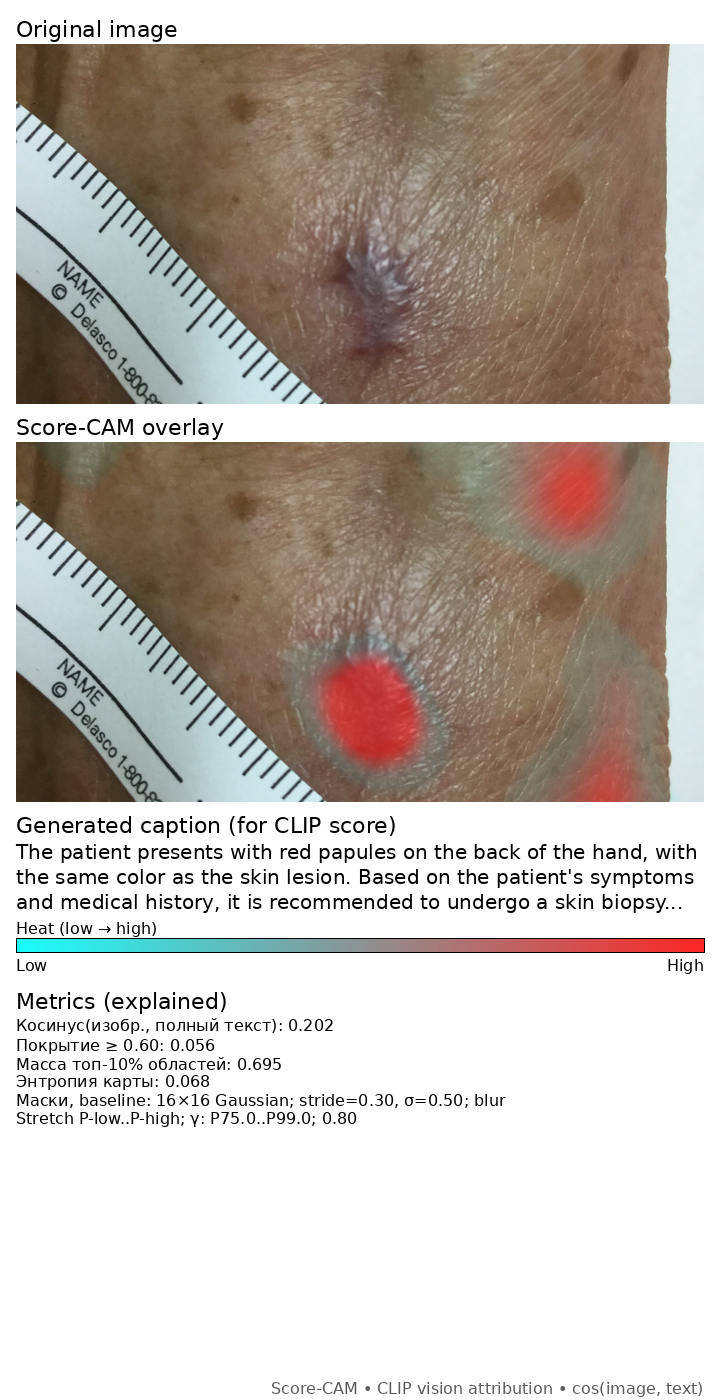 Original image
NAME
© Delasco 1-800-
Score-CAM overlay
NAME
© Delasco 1-800-
Generated caption (for CLIP score)
The patient presents with red papules on the back of the hand, with
the same color as the skin lesion. Based on the patient's symptoms
and medical history, it is recommended to undergo a skin biopsy...
Heat (low → high)
Low High
Metrics (explained)
Косинус(изобр., полный текст): 0.202
Покрытие ≥ 0.60: 0.056
Масса топ-10% областей: 0.695
Энтропия карты: 0.068
Маски, baseline: 16×16 Gaussian; stride=0.30, σ=0.50; blur
Stretch P-low..P-high; γ: P75.0..P99.0; 0.80
Score-CAM • CLIP vision attribution • cos(image, text)